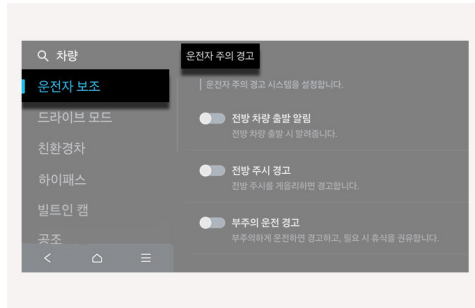 차량
운전자 보조
드라이브 모드
친환경차
하이패스
빌트인 캠
공조
운전자 주의 경고
운전자 주의 경고 시스템을 설정합니다.
전방 차량 출발 알림
전방 차량 출발 시 알려줍니다.
전방 주시 경고
전방 주시를 게을리하면 경고합니다.
부주의 운전 경고
부주의하게 운전하면 경고하고, 필요 시 휴식을 권유합니다.